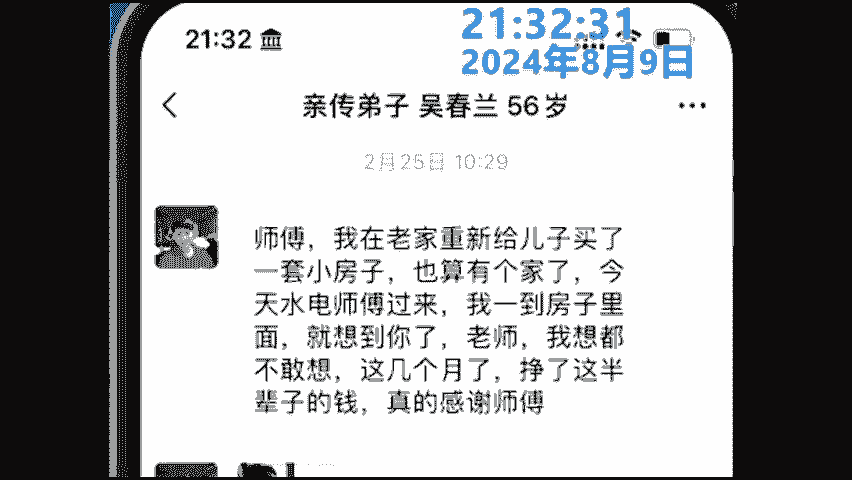 21:32
21:32:31
2024年8月9日
亲传弟子 吴春兰 56岁
2月25日 10:29
师傅，我在老家重新给儿子买了
一套小房子，也算有个家了，今
天水电师傅过来，我一到房子里
面，就想到你了，老师，我想都
不敢想，这几个月了，挣了这半
辈子的钱，真的感谢师傅